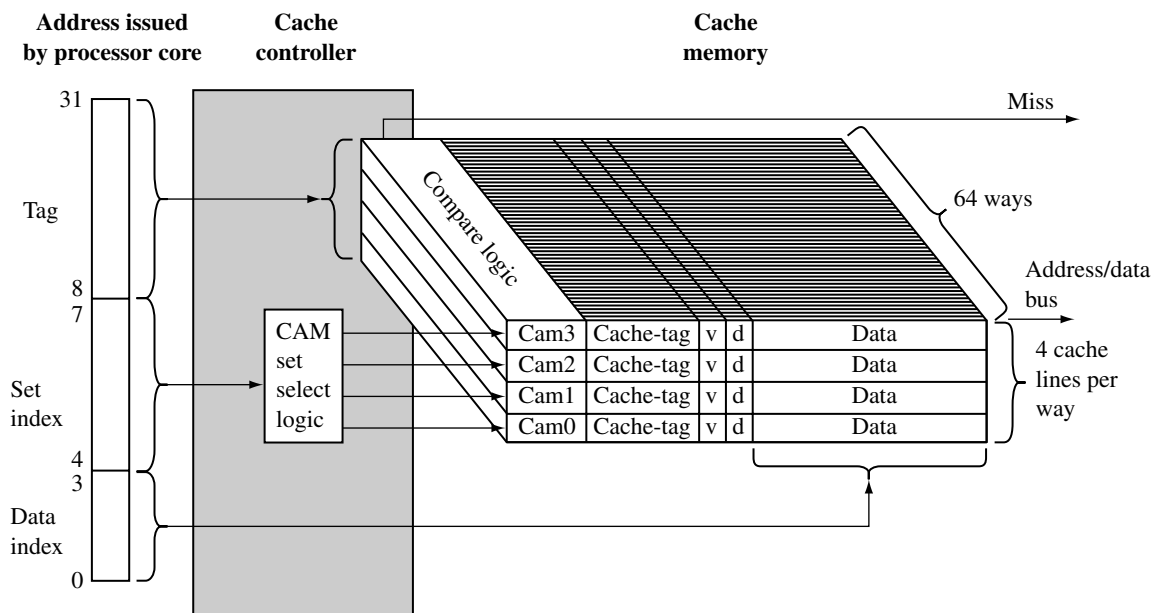 Address issued
by processor core
Cache
controller
Cache
memory
31
Miss
Tag
Compare logic
64 ways
8
7
Address/data
bus
CAM
set
select
logic
Cam3 Cache-tag v d Data
Cam2 Cache-tag v d Data
Cam1 Cache-tag v d Data
Cam0 Cache-tag v d Data
4 cache
lines per
way
Set
index
4
3
Data
index
0